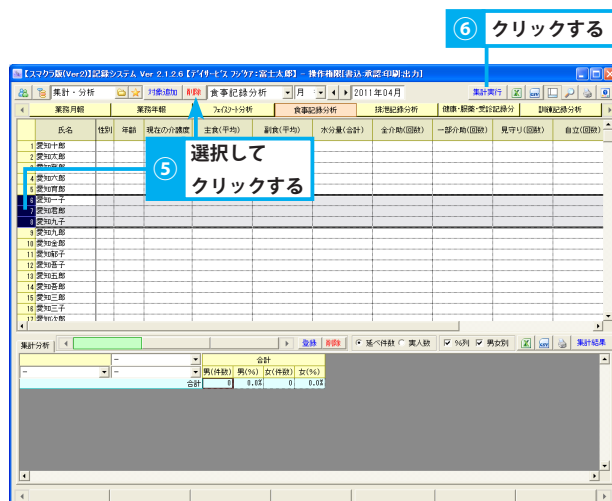 ⑥ クリックする
【スマクラ版(Ver2)】記録システム Ver 2.1.2.6 【デイサービス フジケア:富士太郎】 - 操作権限[書込:承認:印刷:出力]
集計・分析 対象追加 削除 食事記録分析 月 2011年04月 集計実行
業務月報 業務年報 フェイスシート分析 食事記録分析 排泄記録分析 健康・服薬・受診記録分 訓練記録分析
氏名 性別 年齢 現在の介護度 主食(平均) 副食(平均) 水分量(合計) 全介助(回数) 一部介助(回数) 見守り(回数) 自立(回数)
⑤ 選択して
クリックする
1 愛知十郎
2 愛知太郎
4 愛知六郎
5 愛知育郎
6 愛知一子
7 愛知君郎
8 愛知九子
9 愛知九郎
10 愛知金郎
11 愛知郁子
12 愛知吾子
13 愛知五郎
14 愛知吾郎
15 愛知三郎
16 愛知三子
17 愛知次郎
集計分析 登録 削除 延べ件数 実人数 %列 男女別 集計結果
－ 合計
－ － 男(件数) 男(%) 女(件数) 女(%)
合計 0 0.0% 0 0.0%